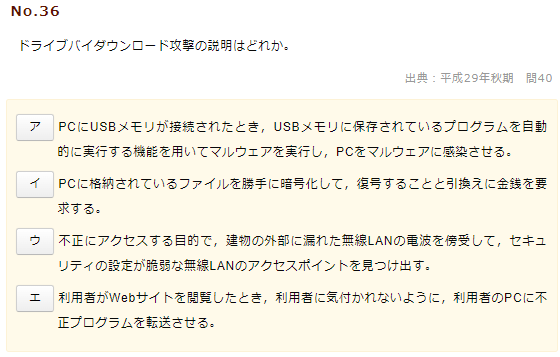 No.36
ドライブバイダウンロード攻撃の説明はどれか。
出典：平成29年秋期　問40
ア PCにUSBメモリが接続されたとき，USBメモリに保存されているプログラムを自動
的に実行する機能を用いてマルウェアを実行し，PCをマルウェアに感染させる。
イ PCに格納されているファイルを勝手に暗号化して，復号することと引換えに金銭を要
求する。
ウ 不正にアクセスする目的で，建物の外部に漏れた無線LANの電波を傍受して，セキュ
リティの設定が脆弱な無線LANのアクセスポイントを見つけ出す。
エ 利用者がWebサイトを閲覧したとき，利用者に気付かれないように，利用者のPCに不
正プログラムを転送させる。